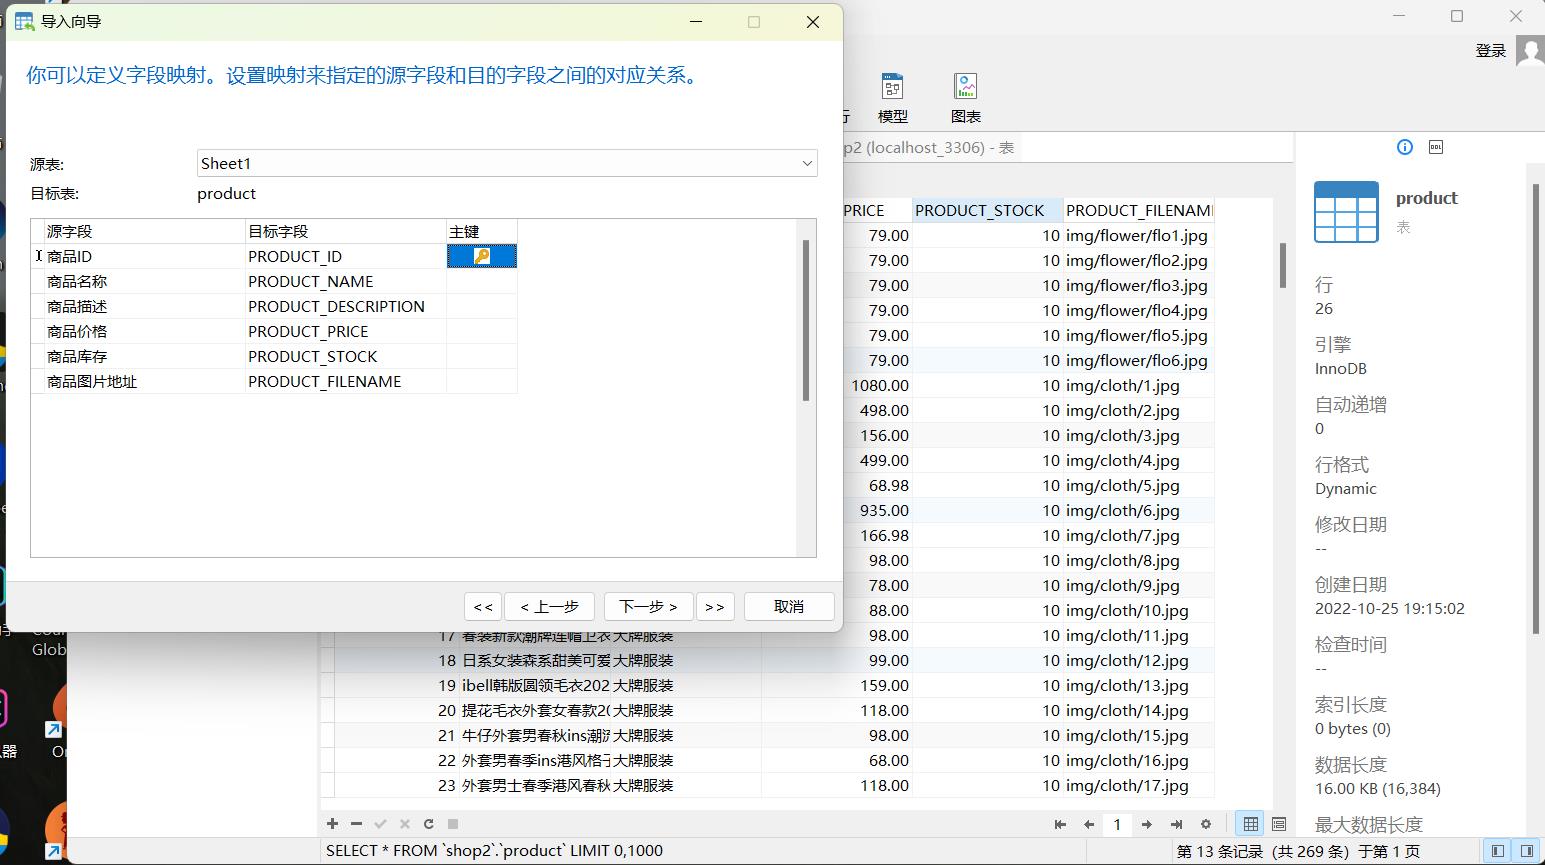 导入向导
你可以定义字段映射。设置映射来指定的源字段和目的字段之间的对应关系。
源表:
Sheet1
目标表:
product
源字段 目标字段 主键
商品ID PRODUCT_ID
商品名称 PRODUCT_NAME
商品描述 PRODUCT_DESCRIPTION
商品价格 PRODUCT_PRICE
商品库存 PRODUCT_STOCK
商品图片地址 PRODUCT_FILENAME
<< < 上一步 下一步 > >> 取消
登录
模型 图表
p2 (localhost_3306) - 表
PRICE PRODUCT_STOCK PRODUCT_FILENAM
79.00 10 img/flower/flo1.jpg
79.00 10 img/flower/flo2.jpg
79.00 10 img/flower/flo3.jpg
79.00 10 img/flower/flo4.jpg
79.00 10 img/flower/flo5.jpg
79.00 10 img/flower/flo6.jpg
1080.00 10 img/cloth/1.jpg
498.00 10 img/cloth/2.jpg
156.00 10 img/cloth/3.jpg
499.00 10 img/cloth/4.jpg
68.98 10 img/cloth/5.jpg
935.00 10 img/cloth/6.jpg
166.98 10 img/cloth/7.jpg
98.00 10 img/cloth/8.jpg
78.00 10 img/cloth/9.jpg
88.00 10 img/cloth/10.jpg
17 春装新款潮牌连帽卫衣 大牌服装 98.00 10 img/cloth/11.jpg
18 日系女装森系甜美可爱 大牌服装 99.00 10 img/cloth/12.jpg
19 ibell韩版圆领毛衣202 大牌服装 159.00 10 img/cloth/13.jpg
20 提花毛衣外套女春款20 大牌服装 118.00 10 img/cloth/14.jpg
21 牛仔外套男春秋ins潮 大牌服装 98.00 10 img/cloth/15.jpg
22 外套男春季ins港风格子 大牌服装 68.00 10 img/cloth/16.jpg
23 外套男士春季港风春秋 大牌服装 118.00 10 img/cloth/17.jpg
1
SELECT * FROM `shop2`.`product` LIMIT 0,1000
第 13 条记录 (共 269 条) 于第 1 页
DDL
product
表
行
26
引擎
InnoDB
自动递增
0
行格式
Dynamic
修改日期
--
创建日期
2022-10-25 19:15:02
检查时间
--
索引长度
0 bytes (0)
数据长度
16.00 KB (16,384)
最大数据长度
Glob